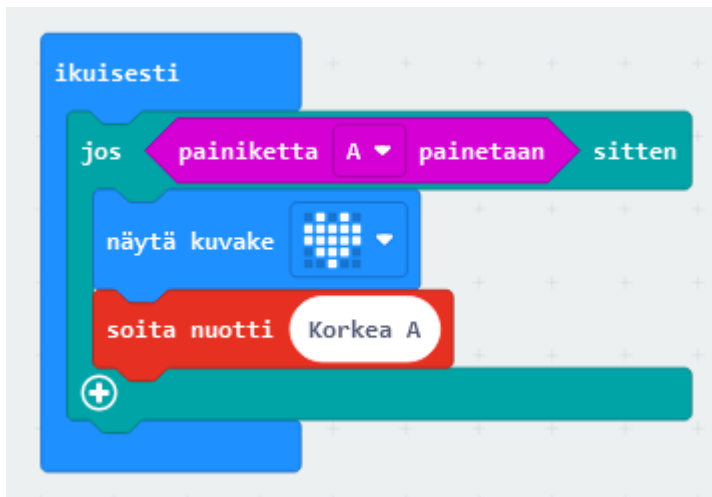 ikuisesti
jos painiketta A painetaan sitten
näytä kuvake
soita nuotti Korkea A